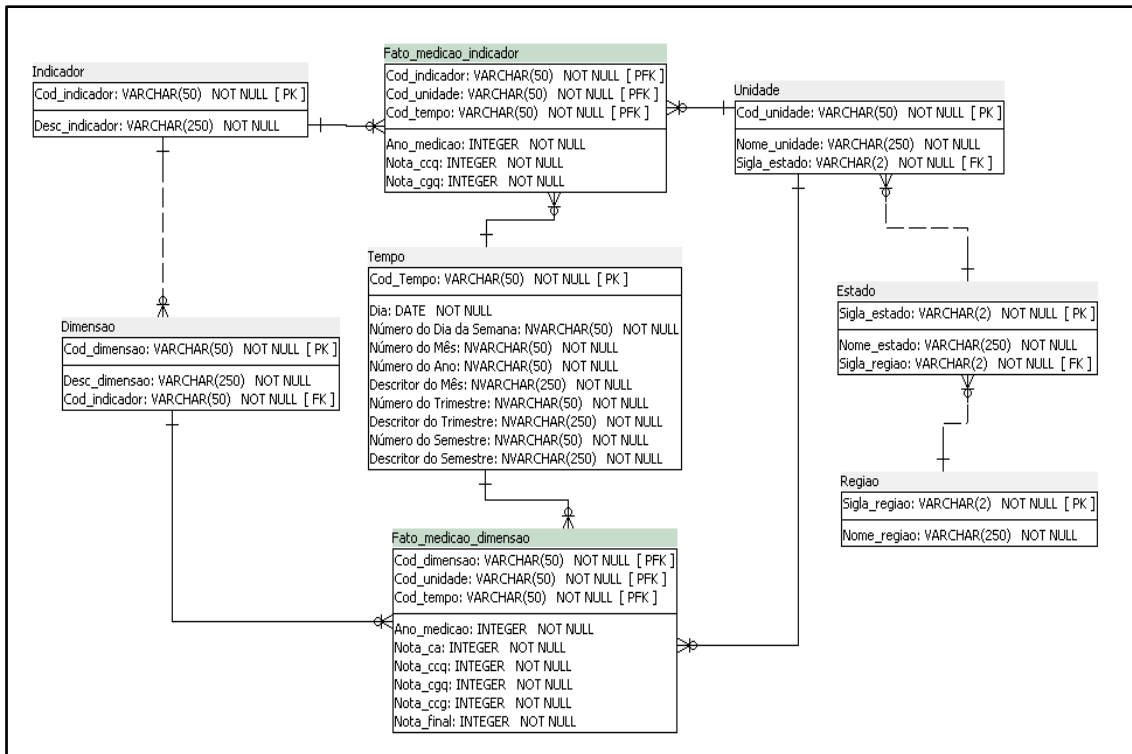 Fato_medicao_indicador
Cod_indicador: VARCHAR(50) NOT NULL [ PFK ]
Cod_unidade: VARCHAR(50) NOT NULL [ PFK ]
Cod_tempo: VARCHAR(50) NOT NULL [ PFK ]
Ano_medicao: INTEGER NOT NULL
Nota_ccq: INTEGER NOT NULL
Nota_cgq: INTEGER NOT NULL
Indicador
Cod_indicador: VARCHAR(50) NOT NULL [ PK ]
Desc_indicador: VARCHAR(250) NOT NULL
Unidade
Cod_unidade: VARCHAR(50) NOT NULL [ PK ]
Nome_unidade: VARCHAR(250) NOT NULL
Sigla_estado: VARCHAR(2) NOT NULL [ FK ]
Tempo
Cod_Tempo: VARCHAR(50) NOT NULL [ PK ]
Dia: DATE NOT NULL
Número do Dia da Semana: NVARCHAR(50) NOT NULL
Número do Mês: NVARCHAR(50) NOT NULL
Número do Ano: NVARCHAR(50) NOT NULL
Descritor do Mês: NVARCHAR(250) NOT NULL
Número do Trimestre: NVARCHAR(50) NOT NULL
Descritor do Trimestre: NVARCHAR(250) NOT NULL
Número do Semestre: NVARCHAR(50) NOT NULL
Descritor do Semestre: NVARCHAR(250) NOT NULL
Dimensao
Cod_dimensao: VARCHAR(50) NOT NULL [ PK ]
Desc_dimensao: VARCHAR(250) NOT NULL
Cod_indicador: VARCHAR(50) NOT NULL [ FK ]
Estado
Sigla_estado: VARCHAR(2) NOT NULL [ PK ]
Nome_estado: VARCHAR(250) NOT NULL
Sigla_regiao: VARCHAR(2) NOT NULL [ FK ]
Regiao
Sigla_regiao: VARCHAR(2) NOT NULL [ PK ]
Nome_regiao: VARCHAR(250) NOT NULL
Fato_medicao_dimensao
Cod_dimensao: VARCHAR(50) NOT NULL [ PFK ]
Cod_unidade: VARCHAR(50) NOT NULL [ PFK ]
Cod_tempo: VARCHAR(50) NOT NULL [ PFK ]
Ano_medicao: INTEGER NOT NULL
Nota_ca: INTEGER NOT NULL
Nota_ccq: INTEGER NOT NULL
Nota_cgq: INTEGER NOT NULL
Nota_ccg: INTEGER NOT NULL
Nota_final: INTEGER NOT NULL